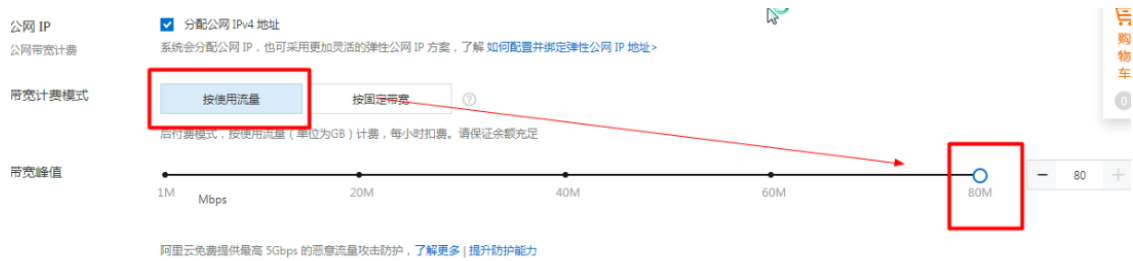 公网 IP
公网带宽计费
分配公网 IPv4 地址
系统会分配公网 IP，也可采用更加灵活的弹性公网 IP 方案，了解 如何配置并绑定弹性公网 IP 地址>
购
物
车
0
带宽计费模式
按使用流量 按固定带宽 ?
后付费模式，按使用流量（单位为GB）计费，每小时扣费。请保证余额充足
带宽峰值
1M 20M 40M 60M 80M
Mbps
− 80 +
阿里云免费提供最高 5Gbps 的恶意流量攻击防护，了解更多 | 提升防护能力